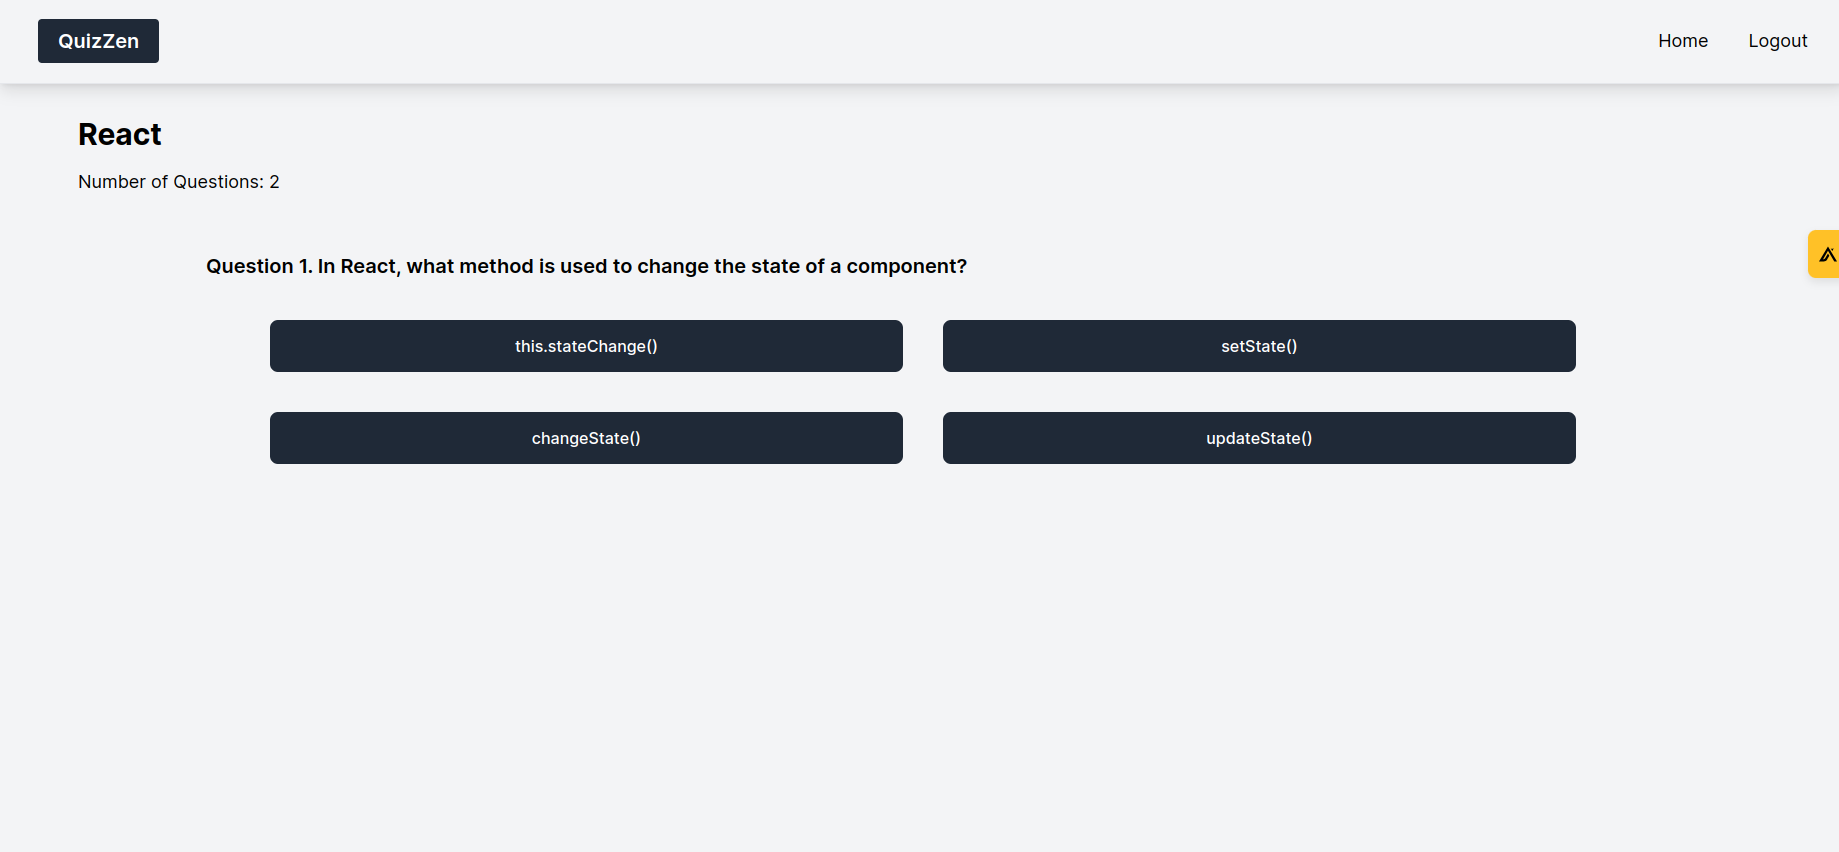 QuizZen
Home
Logout
React
Number of Questions: 2
Question 1. In React, what method is used to change the state of a component?
this.stateChange()
setState()
changeState()
updateState()